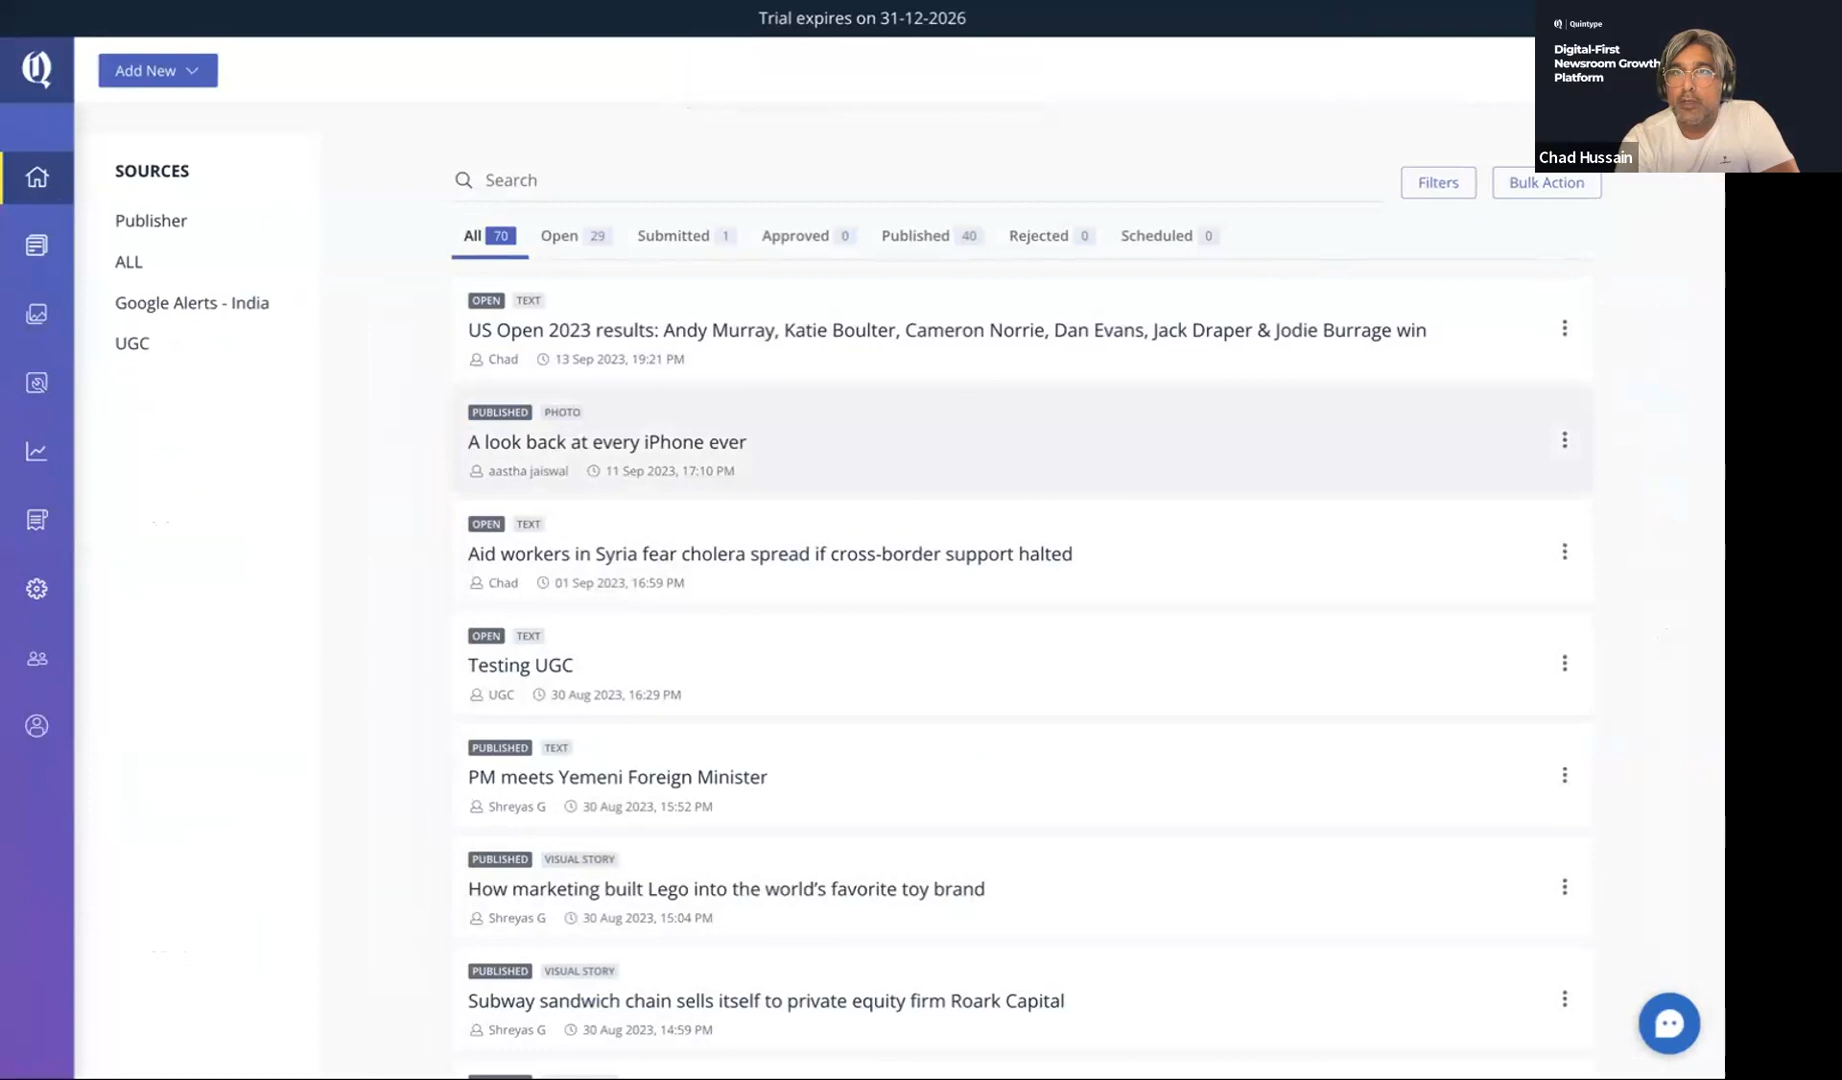 Trial expires on 31-12-2026
Quintype
Digital-First
Newsroom Growth
Platform
Chad Hussain
Add New
SOURCES
Publisher
ALL
Google Alerts - India
UGC
Search
Filters
Bulk Action
All 70
Open 29
Submitted 1
Approved 0
Published 40
Rejected 0
Scheduled 0
OPEN TEXT
US Open 2023 results: Andy Murray, Katie Boulter, Cameron Norrie, Dan Evans, Jack Draper & Jodie Burrage win
Chad 13 Sep 2023, 19:21 PM
PUBLISHED PHOTO
A look back at every iPhone ever
aastha jaiswal 11 Sep 2023, 17:10 PM
OPEN TEXT
Aid workers in Syria fear cholera spread if cross-border support halted
Chad 01 Sep 2023, 16:59 PM
OPEN TEXT
Testing UGC
UGC 30 Aug 2023, 16:29 PM
PUBLISHED TEXT
PM meets Yemeni Foreign Minister
Shreyas G 30 Aug 2023, 15:52 PM
PUBLISHED VISUAL STORY
How marketing built Lego into the world’s favorite toy brand
Shreyas G 30 Aug 2023, 15:04 PM
PUBLISHED VISUAL STORY
Subway sandwich chain sells itself to private equity firm Roark Capital
Shreyas G 30 Aug 2023, 14:59 PM